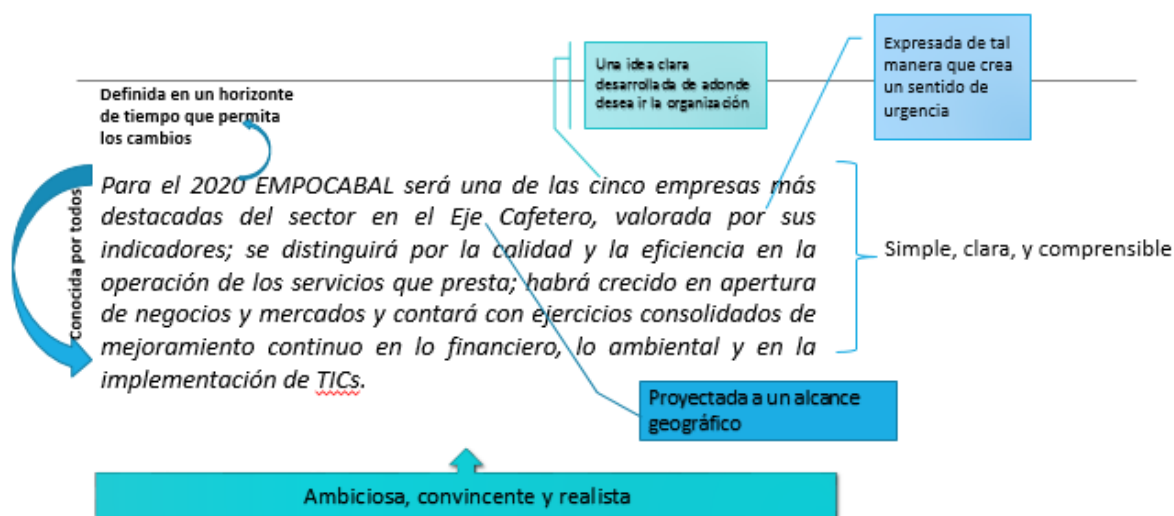 Definida en un horizonte
de tiempo que permita
los cambios
Una idea clara
desarrollada de adonde
desea ir la organización
Expresada de tal
manera que crea
un sentido de
urgencia
Conocida por todos
Para el 2020 EMPOCABAL será una de las cinco empresas más
destacadas del sector en el Eje Cafetero, valorada por sus
indicadores; se distinguirá por la calidad y la eficiencia en la
operación de los servicios que presta; habrá crecido en apertura
de negocios y mercados y contará con ejercicios consolidados de
mejoramiento continuo en lo financiero, lo ambiental y en la
implementación de TICs.
Simple, clara, y comprensible
Proyectada a un alcance
geográfico
Ambiciosa, convincente y realista